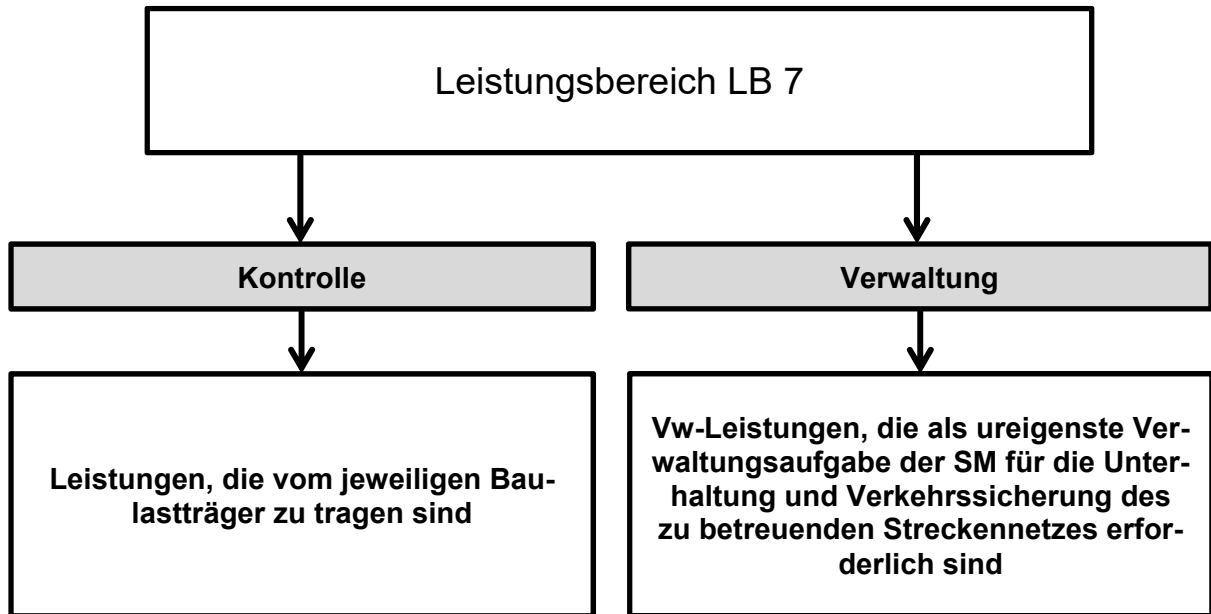 Leistungsbereich LB 7
Kontrolle
Verwaltung
Leistungen, die vom jeweiligen Bau-
lastträger zu tragen sind
Vw-Leistungen, die als ureigenste Ver-
waltungsaufgabe der SM für die Unter-
haltung und Verkehrssicherung des
zu betreuenden Streckennetzes erfor-
derlich sind